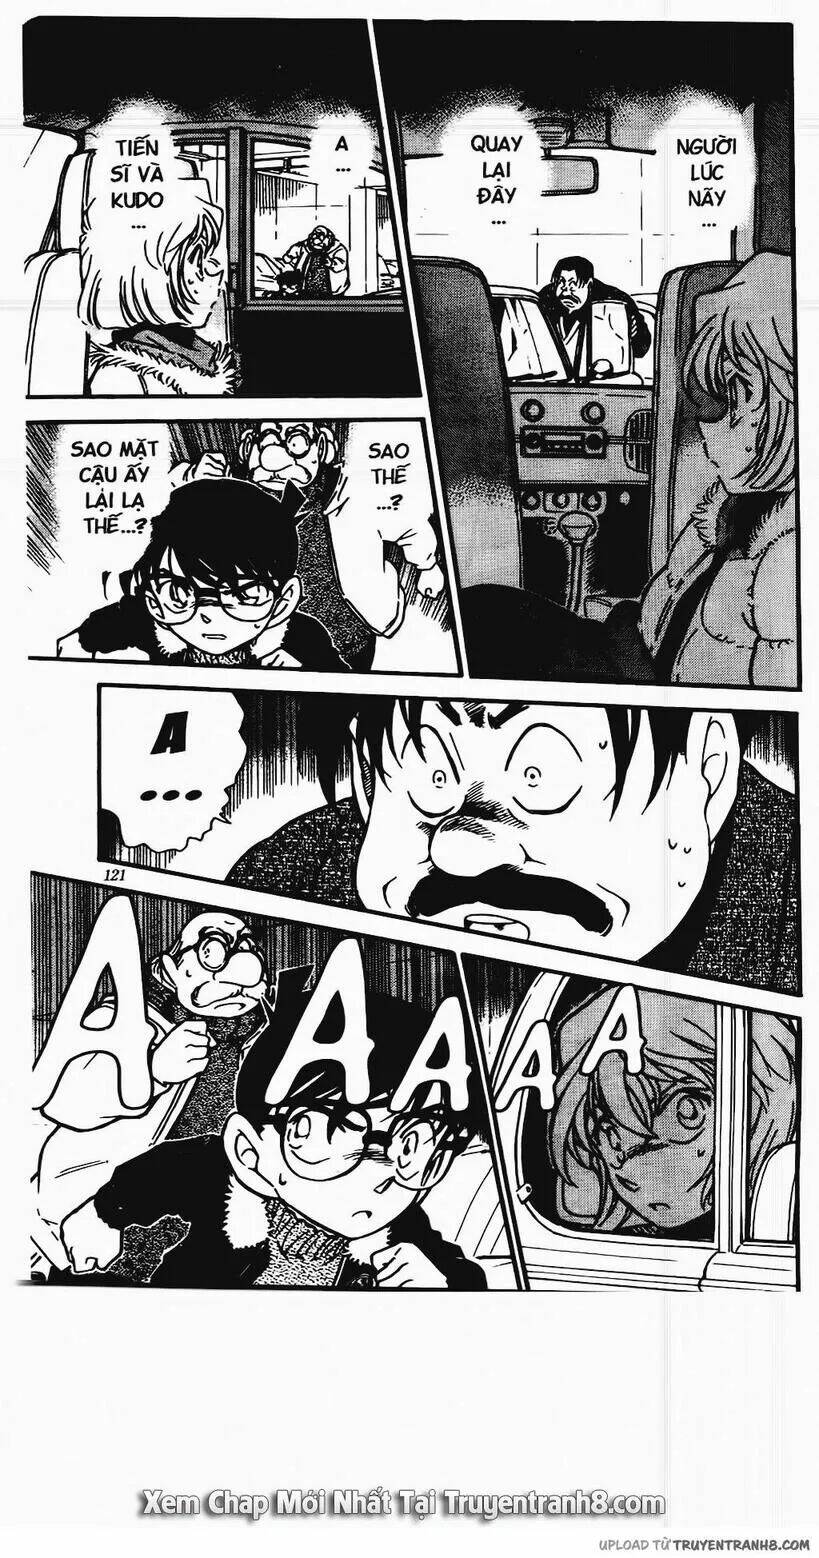 NGƯỜI
LÚC
NÃY
...
QUAY
LẠI
ĐÂY
...
A
...
TIẾN
SĨ VÀ
KUDO
...
SAO
THẾ
...?
SAO MẶT
CẬU ẤY
LẠI LẠ
THẾ...?
A
...
121
A A A A A
Xem Chap Mới Nhất Tại Truyentranh8.com
UPLOAD TỪ TRUYENTRANH8.COM